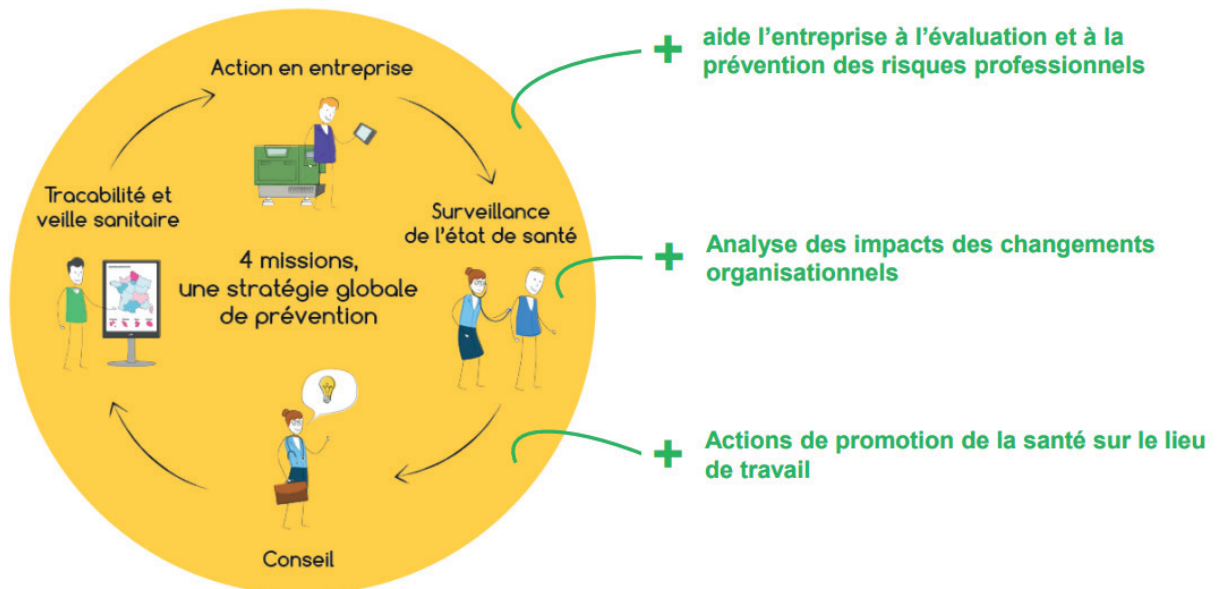 Action en entreprise
Surveillance
de l'état de santé
Conseil
Tracabilité et
veille sanitaire
4 missions,
une stratégie globale
de prévention
+ aide l'entreprise à l'évaluation et à la
prévention des risques professionnels
+ Analyse des impacts des changements
organisationnels
+ Actions de promotion de la santé sur le lieu
de travail